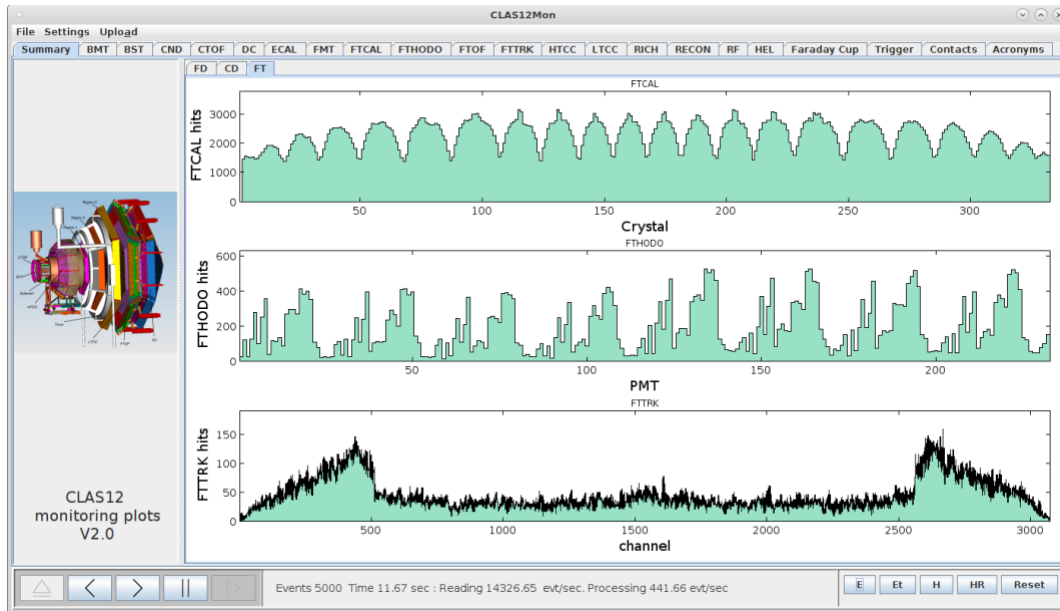 CLAS12Mon
File Settings Upload
Summary BMT BST CND CTOF DC ECAL FMT FTCAL FTHODO FTOF FTTRK HTCC LTCC RICH RECON RF HEL Faraday Cup Trigger Contacts Acronyms
FD CD FT
FTCAL
FTCAL hits
3000
2000
1000
0
50 100 150 200 250 300
Crystal
FTHODO
FTHODO hits
600
400
200
0
50 100 150 200
PMT
FTTRK
FTTRK hits
150
100
50
0
500 1000 1500 2000 2500 3000
channel
CLAS12
monitoring plots
V2.0
Events 5000 Time 11.67 sec : Reading 14326.65 evt/sec. Processing 441.66 evt/sec
E Et H HR Reset